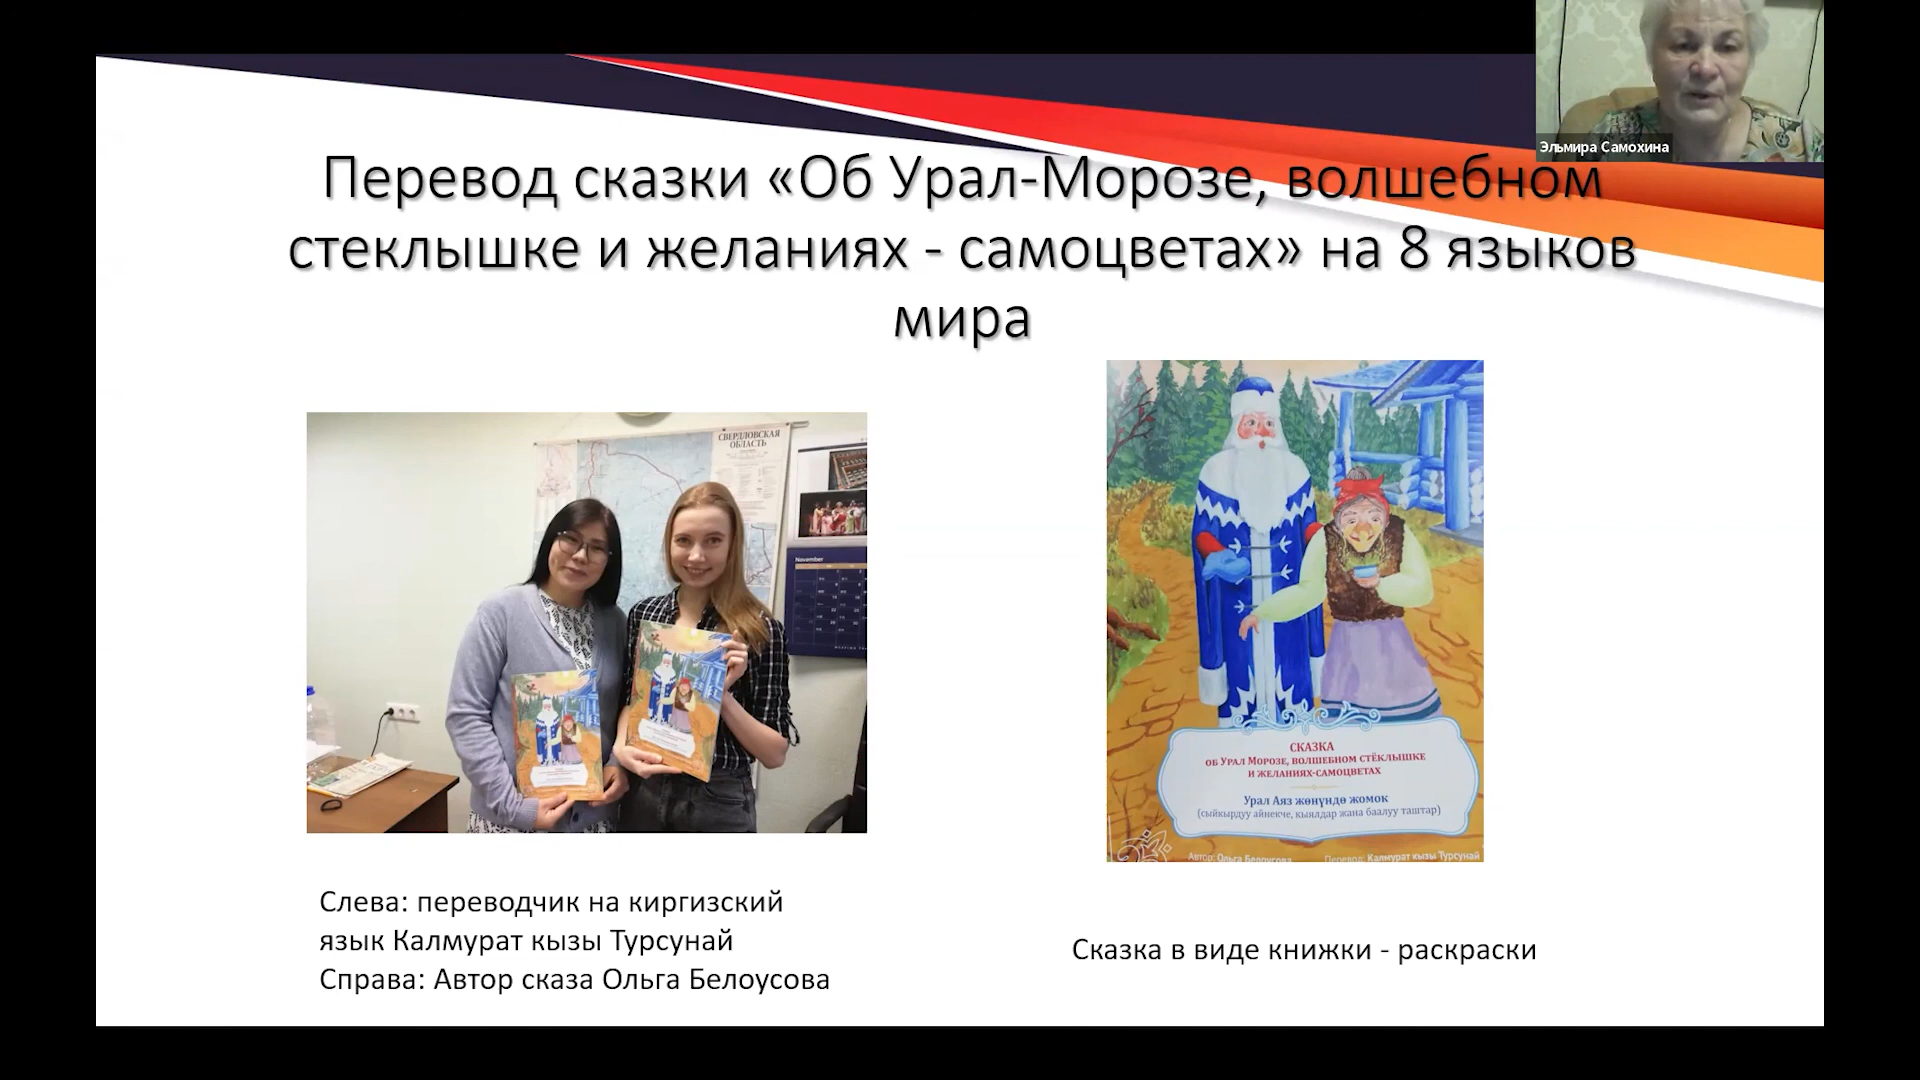 Эльмира Самохина
Перевод сказки «Об Урал-Морозе, волшебном
стеклышке и желаниях - самоцветах» на 8 языков
мира
СВЕРДЛОВСКАЯ
ОБЛАСТЬ
November
СКАЗКА
ОБ УРАЛ МОРОЗЕ, ВОЛШЕБНОМ СТЁКЛЫШКЕ
И ЖЕЛАНИЯХ-САМОЦВЕТАХ
Урал Аяз жөнүндө жомок
(сыйкырдуу айнекче, кыялдар жана баалуу таштар)
Автор: Ольга Белоусова Перевод: Калмурат кызы Турсунай
Слева: переводчик на киргизский
язык Калмурат кызы Турсунай
Справа: Автор сказа Ольга Белоусова
Сказка в виде книжки - раскраски